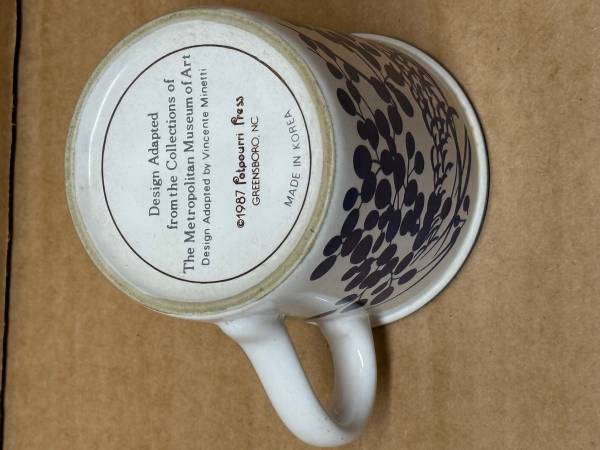 Design Adapted
from the Collections of
The Metropolitan Museum of Art
Design Adapted by Vincente Minetti
©1987 Potpourri Press
GREENSBORO, NC
MADE IN KOREA